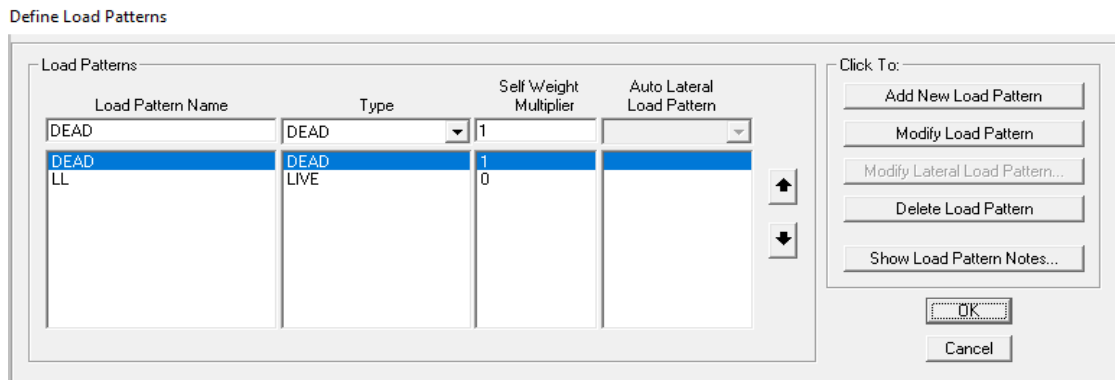 Define Load Patterns
Load Patterns
Click To:
Load Pattern Name Type Self Weight Multiplier Auto Lateral Load Pattern
DEAD DEAD 1
DEAD DEAD 1
LL LIVE 0
Add New Load Pattern
Modify Load Pattern
Modify Lateral Load Pattern...
Delete Load Pattern
Show Load Pattern Notes...
OK
Cancel